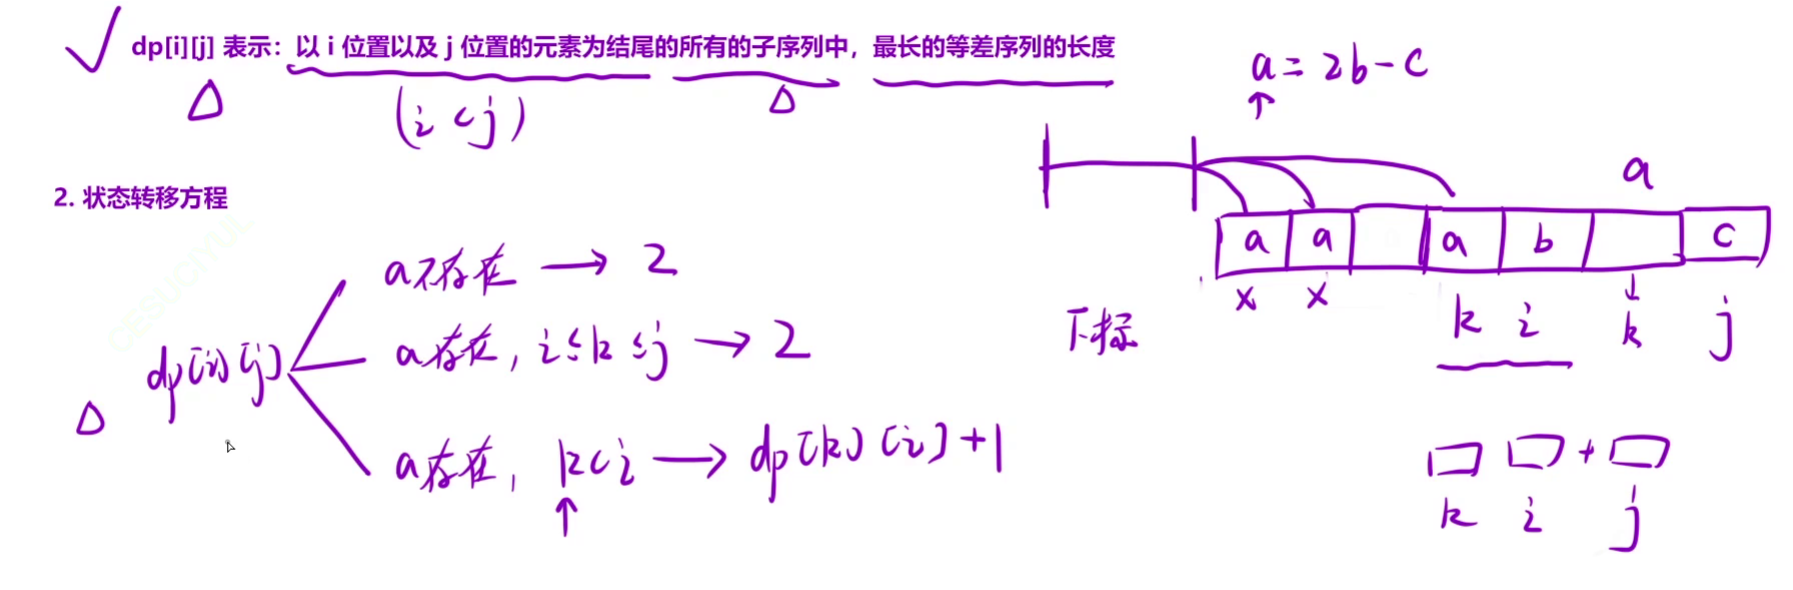 dp[i][j] 表示：以 i 位置以及 j 位置的元素为结尾的所有的子序列中，最长的等差序列的长度
(i < j)
a = 2b - c
2. 状态转移方程
a
a a a b c
x x k i k j
下标
dp[i][j]
a不存在 → 2
a存在, i ≤ k ≤ j → 2
a存在, k < i → dp[k][i] + 1
+
k i j